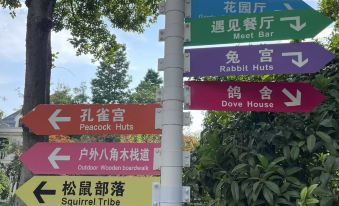 花园厅
遇见餐厅
Meet Bar
兔宫
Rabbit Huts
鸽舍
Dove House
孔雀宫
Peacock Huts
户外八角木栈道
Outdoor Wooden boardwalk
松鼠部落
Squirrel Tribe